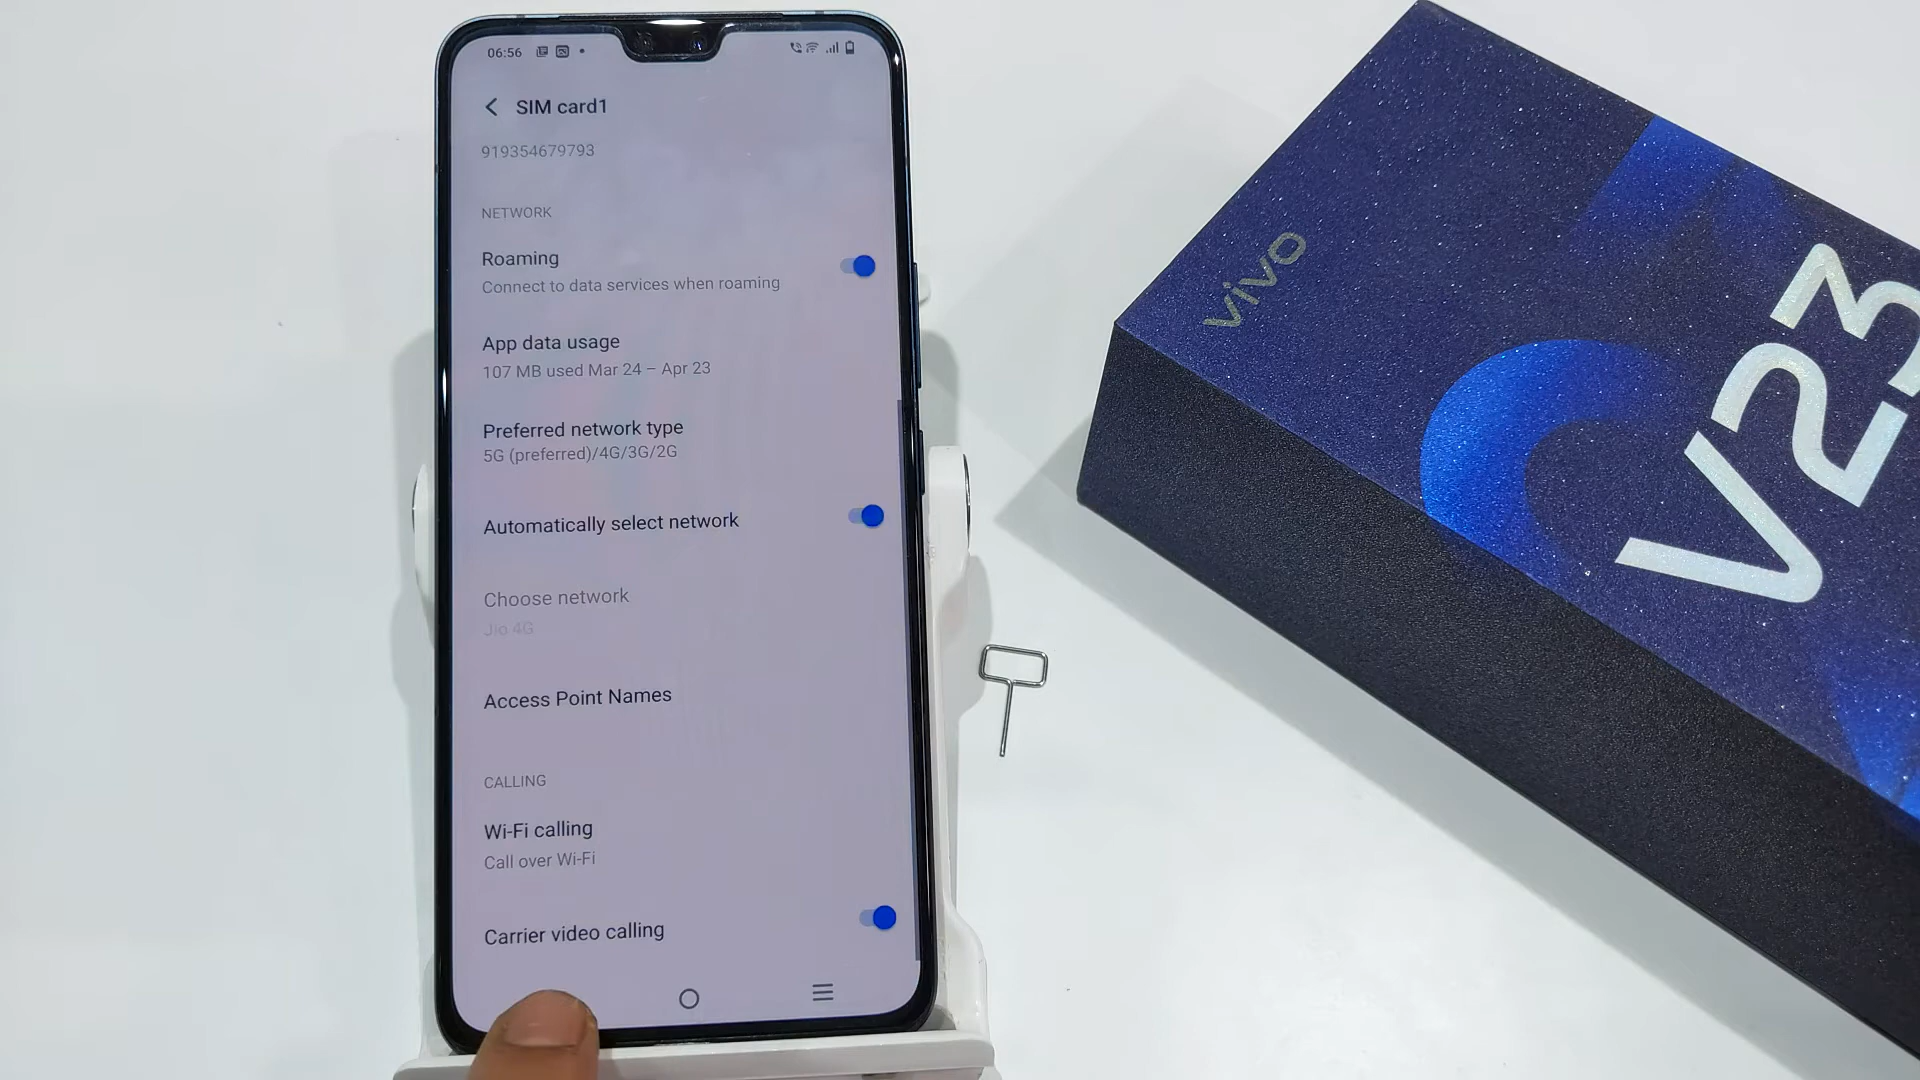 06:56
SIM card1
919354679793
NETWORK
Roaming
Connect to data services when roaming
App data usage
107 MB used Mar 24 – Apr 23
Preferred network type
5G (preferred)/4G/3G/2G
Automatically select network
Choose network
Jio 4G
Access Point Names
CALLING
Wi-Fi calling
Call over Wi-Fi
Carrier video calling
vivo
V23